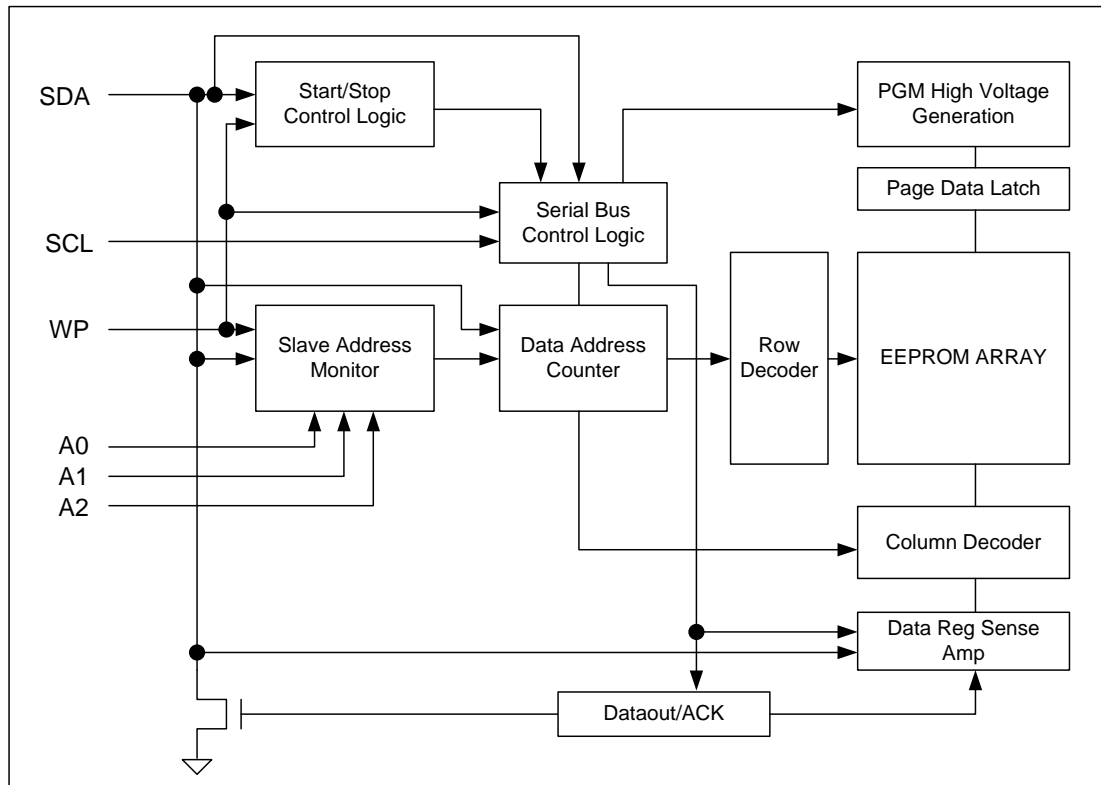 SDA
Start/Stop
Control Logic
PGM High Voltage
Generation
Page Data Latch
Serial Bus
Control Logic
SCL
WP
Slave Address
Monitor
Data Address
Counter
Row
Decoder
EEPROM ARRAY
A0
A1
A2
Column Decoder
Data Reg Sense
Amp
Dataout/ACK